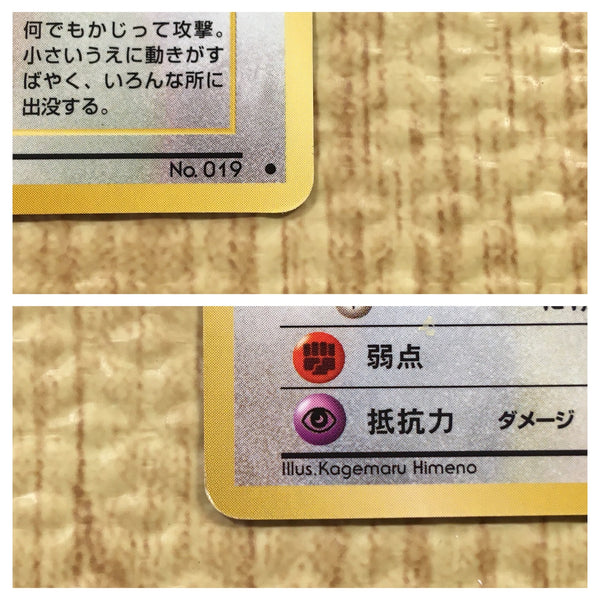 何でもかじって攻撃。
小さいうえに動きがす
ばやく、いろんな所に
出没する。
No. 019 ●
弱点
抵抗力 ダメージ
Illus.Kagemaru Himeno